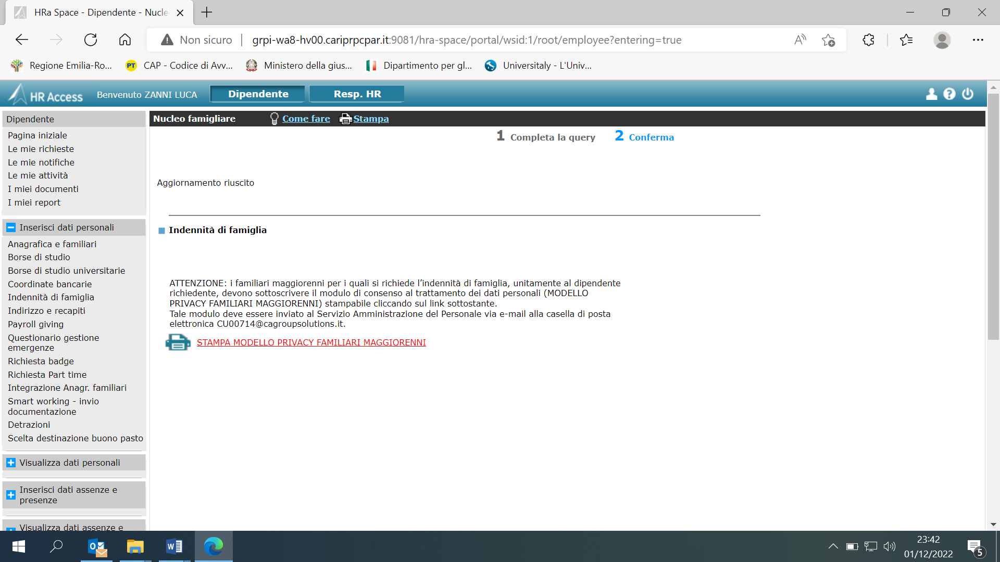 HRa Space - Dipendente - Nucle
Non sicuro
grpi-wa8-hv00.cariprpcpar.it:9081/hra-space/portal/wsid:1/root/employee?entering=true
Regione Emilia-Ro...
CAP - Codice di Avv...
Ministero della gius...
Dipartimento per gl...
Universitaly - L'Univ...
HR Access
Benvenuto ZANNI LUCA
Dipendente
Resp. HR
Dipendente
Pagina iniziale
Le mie richieste
Le mie notifiche
Le mie attività
I miei documenti
I miei report
Inserisci dati personali
Anagrafica e familiari
Borse di studio
Borse di studio universitarie
Coordinate bancarie
Indennità di famiglia
Indirizzo e recapiti
Payroll giving
Questionario gestione
emergenze
Richiesta badge
Richiesta Part time
Integrazione Anagr. familiari
Smart working - invio
documentazione
Detrazioni
Scelta destinazione buono pasto
Visualizza dati personali
Inserisci dati assenze e
presenze
Visualizza dati assenze e
Nucleo famigliare
Come fare
Stampa
1 Completa la query
2 Conferma
Aggiornamento riuscito
Indennità di famiglia
ATTENZIONE: i familiari maggiorenni per i quali si richiede l’indennità di famiglia, unitamente al dipendente
richiedente, devono sottoscrivere il modulo di consenso al trattamento dei dati personali (MODELLO
PRIVACY FAMILIARI MAGGIORENNI) stampabile cliccando sul link sottostante.
Tale modulo deve essere inviato al Servizio Amministrazione del Personale via e-mail alla casella di posta
elettronica CU00714@cagroupsolutions.it.
STAMPA MODELLO PRIVACY FAMILIARI MAGGIORENNI
23:42
01/12/2022
5